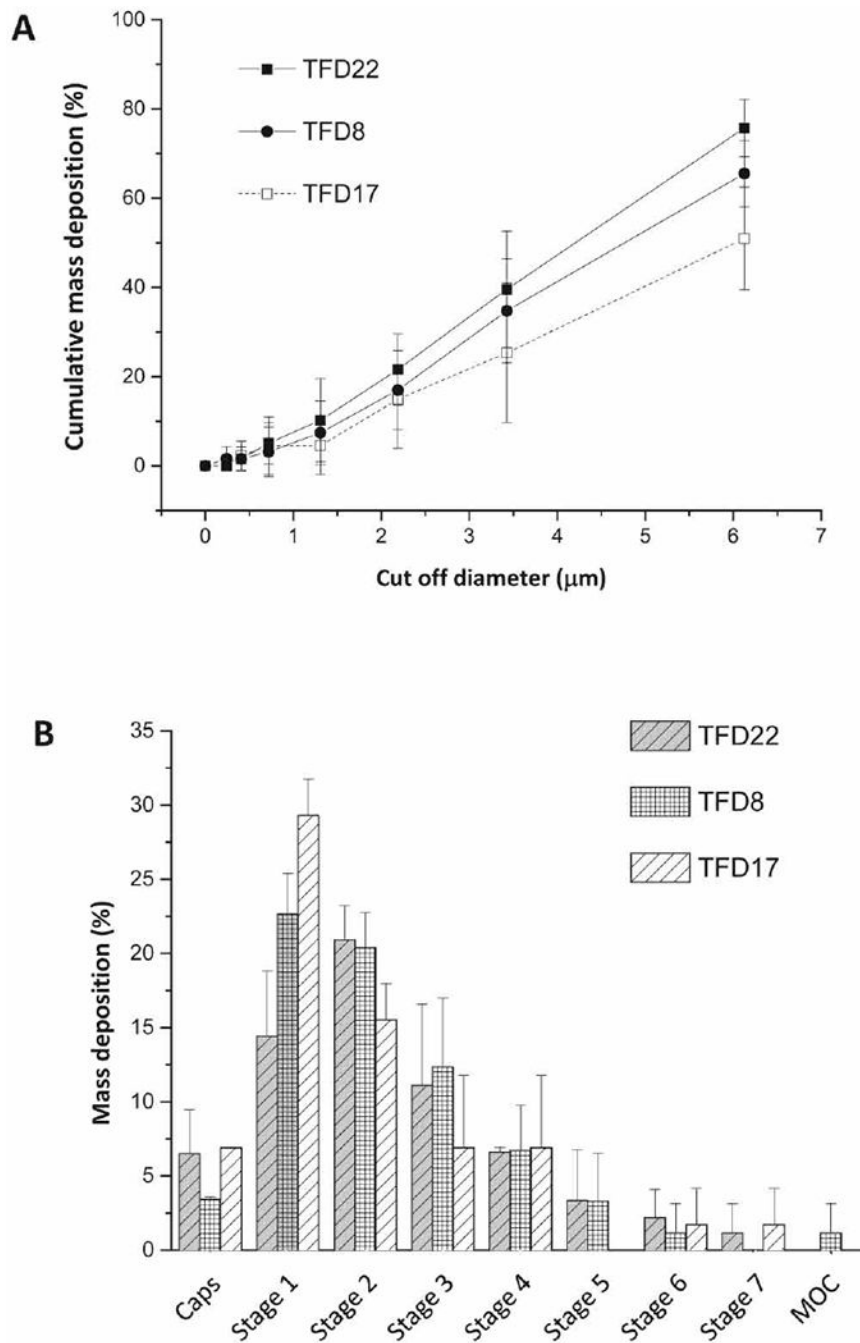 A
100
80
60
40
20
0
Cumulative mass deposition (%)
TFD22
TFD8
TFD17
0 1 2 3 4 5 6 7
Cut off diameter (μm)
B
35
30
25
20
15
10
5
0
Mass deposition (%)
TFD22
TFD8
TFD17
Caps Stage 1 Stage 2 Stage 3 Stage 4 Stage 5 Stage 6 Stage 7 MOC